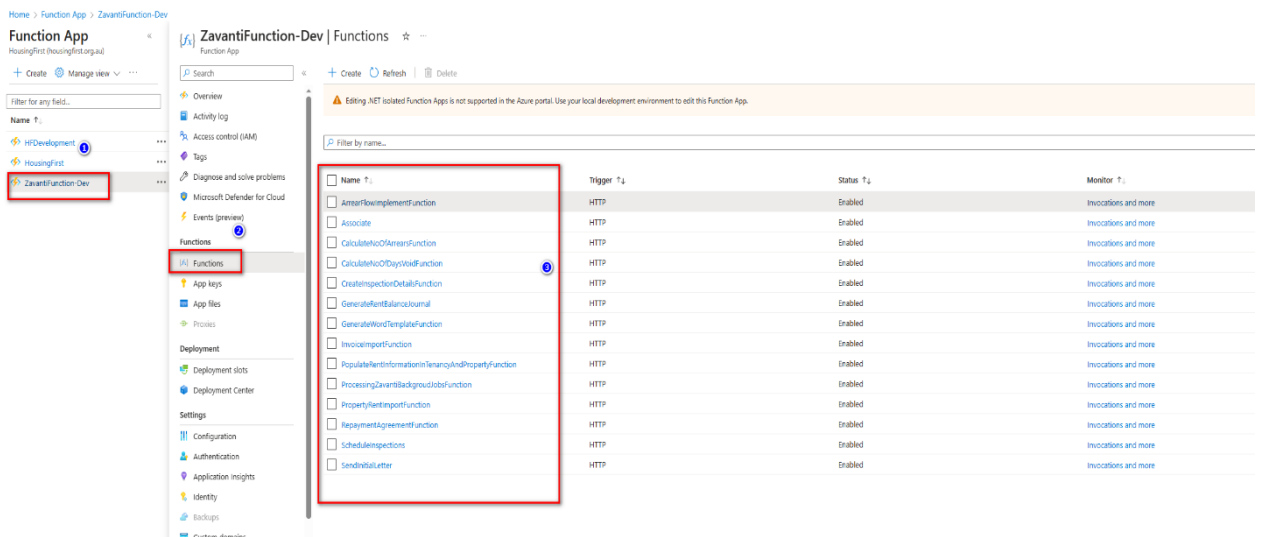 Home > Function App > ZavantiFunction-Dev
Function App
HousingFirst (housingfirst.org.au)
Create
Manage view
Filter for any field...
Name
HFDevelopment
1
HousingFirst
ZavantiFunction-Dev
ZavantiFunction-Dev | Functions
Function App
Search
Overview
Activity log
Access control (IAM)
Tags
Diagnose and solve problems
Microsoft Defender for Cloud
Events (preview)
2
Functions
Functions
App keys
App files
Proxies
Deployment
Deployment slots
Deployment Center
Settings
Configuration
Authentication
Application Insights
Identity
Backups
Custom domains
Create Refresh Delete
Editing .NET isolated Function Apps is not supported in the Azure portal. Use your local development environment to edit this Function App.
Filter by name...
Name Trigger Status Monitor
ArrearFlowImplementFunction HTTP Enabled Invocations and more
Associate HTTP Enabled Invocations and more
CalculateNoOfArrearsFunction HTTP Enabled Invocations and more
CalculateNoOfDaysVoidFunction 3 HTTP Enabled Invocations and more
CreateInspectionDetailsFunction HTTP Enabled Invocations and more
GenerateRentBalanceJournal HTTP Enabled Invocations and more
GenerateWordTemplateFunction HTTP Enabled Invocations and more
InvoiceImportFunction HTTP Enabled Invocations and more
PopulateRentInformationInTenancyAndPropertyFunction HTTP Enabled Invocations and more
ProcessingZavantiBackgroudJobsFunction HTTP Enabled Invocations and more
PropertyRentImportFunction HTTP Enabled Invocations and more
RepaymentAgreementFunction HTTP Enabled Invocations and more
ScheduleInspections HTTP Enabled Invocations and more
SendInitialLetter HTTP Enabled Invocations and more